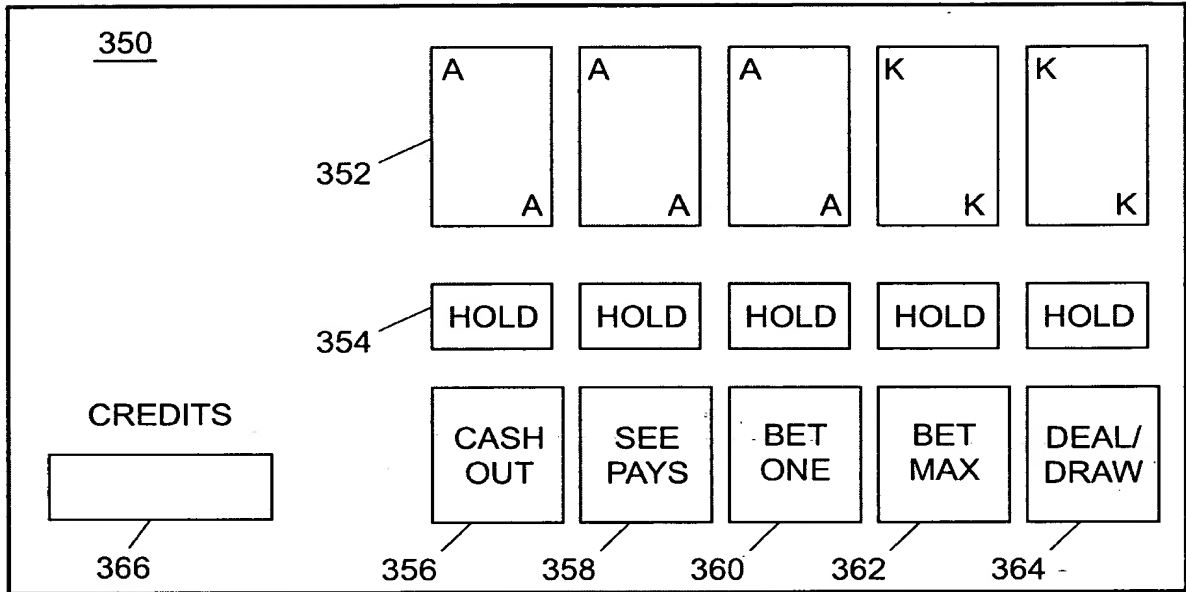 350
A A A K K
352
A A A K K
HOLD HOLD HOLD HOLD HOLD
354
CREDITS
CASH OUT
SEE PAYS
BET ONE
BET MAX
DEAL/ DRAW
366 356 358 360 362 364